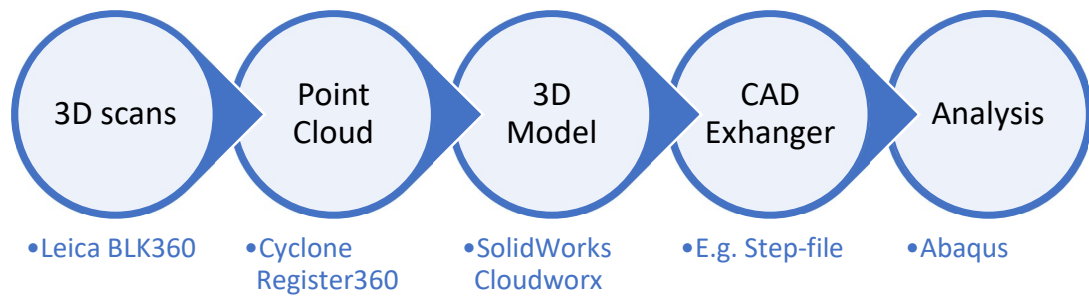 3D scans
Point
Cloud
3D
Model
CAD
Exhanger
Analysis
•Leica BLK360
•Cyclone
Register360
•SolidWorks
Cloudworx
•E.g. Step-file
•Abaqus